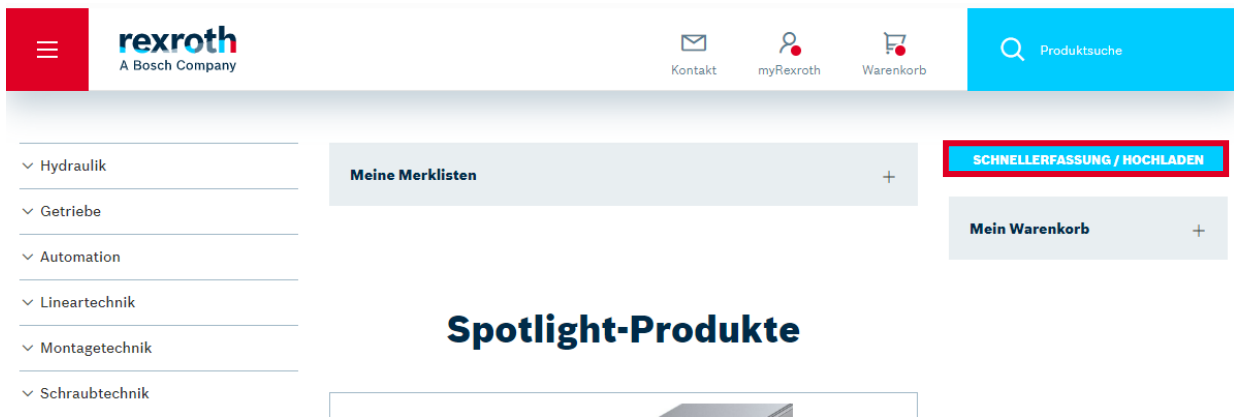 rexroth
A Bosch Company
Kontakt
myRexroth
Warenkorb
Produktsuche
Hydraulik
Getriebe
Automation
Lineartechnik
Montagetechnik
Schraubtechnik
Meine Merklisten
Spotlight-Produkte
SCHNELLERFASSUNG / HOCHLADEN
Mein Warenkorb